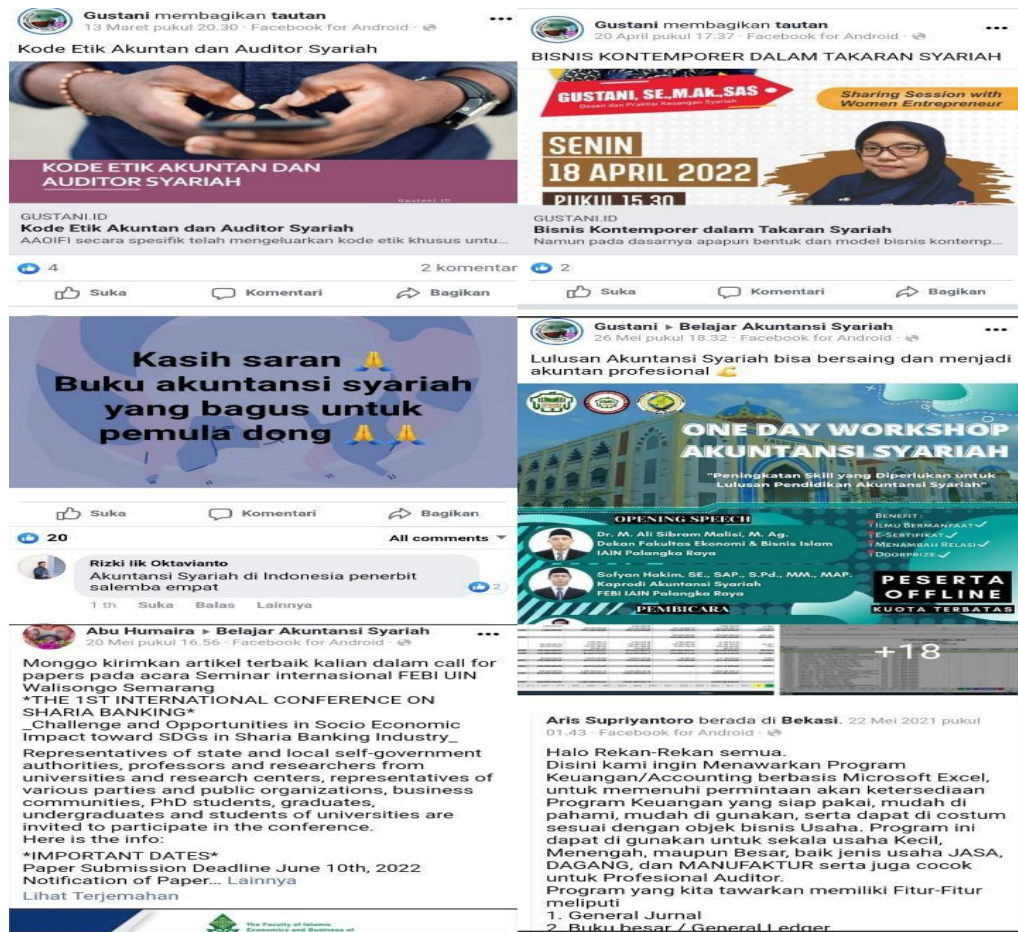 Gustani membagikan tautan
13 Maret pukul 20.30 · Facebook for Android ·
Kode Etik Akuntan dan Auditor Syariah
KODE ETIK AKUNTAN DAN
AUDITOR SYARIAH
Gustani.ID
GUSTANI.ID
Kode Etik Akuntan dan Auditor Syariah
AAOIFI secara spesifik telah mengeluarkan kode etik khusus untu...
4
2 komentar
Suka Komentari Bagikan
Gustani membagikan tautan
20 April pukul 17.37 · Facebook for Android ·
BISNIS KONTEMPORER DALAM TAKARAN SYARIAH
GUSTANI, SE.,M.Ak.,SAS
Dosen dan Praktisi Keuangan Syariah
Sharing Session with
Women Entrepreneur
SENIN
18 APRIL 2022
PUKUL 15.30
GUSTANI.ID
Bisnis Kontemporer dalam Takaran Syariah
Namun pada dasarnya apapun bentuk dan model bisnis kontemp...
2
Suka Komentari Bagikan
Kasih saran 🙏
Buku akuntansi syariah
yang bagus untuk
pemula dong 🙏🙏
Suka Komentari Bagikan
20
All comments
Rizki Iik Oktavianto
Akuntansi Syariah di Indonesia penerbit
salemba empat
2
1 th Suka Balas Lainnya
Gustani ▸ Belajar Akuntansi Syariah
26 Mei pukul 18.32 · Facebook for Android ·
Lulusan Akuntansi Syariah bisa bersaing dan menjadi
akuntan profesional 💪
ONE DAY WORKSHOP
AKUNTANSI SYARIAH
"Peningkatan Skill yang Diperlukan untuk
Lulusan Pendidikan Akuntansi Syariah"
OPENING SPEECH
Dr. M. Ali Sibram Malisi, M. Ag.
Dekan Fakultas Ekonomi & Bisnis Islam
IAIN Palangka Raya
Sofyan Hakim, SE., SAP., S.Pd., MM., MAP.
Kaprodi Akuntansi Syariah
FEBI IAIN Palangka Raya
PEMBICARA
BENEFIT :
ILMU BERMANFAAT
E-SERTIFIKAT
MENAMBAH RELASI
DOORPRIZE
PESERTA
OFFLINE
KUOTA TERBATAS
Abu Humaira ▸ Belajar Akuntansi Syariah
20 Mei pukul 16.56 · Facebook for Android ·
Monggo kirimkan artikel terbaik kalian dalam call for
papers pada acara Seminar internasional FEBI UIN
Walisongo Semarang
*THE 1ST INTERNATIONAL CONFERENCE ON
SHARIA BANKING*
_Challenge and Opportunities in Socio Economic
Impact toward SDGs in Sharia Banking Industry_
Representatives of state and local self-government
authorities, professors and researchers from
universities and research centers, representatives of
various parties and public organizations, business
communities, PhD students, graduates,
undergraduates and students of universities are
invited to participate in the conference.
Here is the info:
*IMPORTANT DATES*
Paper Submission Deadline June 10th, 2022
Notification of Paper... Lainnya
Lihat Terjemahan
The Faculty of Islamic
Economics and Business of
+18
Aris Supriyantoro berada di Bekasi. 22 Mei 2021 pukul
01.43 · Facebook for Android ·
Halo Rekan-Rekan semua.
Disini kami ingin Menawarkan Program
Keuangan/Accounting berbasis Microsoft Excel,
untuk memenuhi permintaan akan ketersediaan
Program Keuangan yang siap pakai, mudah di
pahami, mudah di gunakan, serta dapat di costum
sesuai dengan objek bisnis Usaha. Program ini
dapat di gunakan untuk sekala usaha Kecil,
Menengah, maupun Besar, baik jenis usaha JASA,
DAGANG, dan MANUFAKTUR serta juga cocok
untuk Profesional Auditor.
Program yang kita tawarkan memiliki Fitur-Fitur
meliputi
1. General Jurnal
2. Buku besar / General Ledger